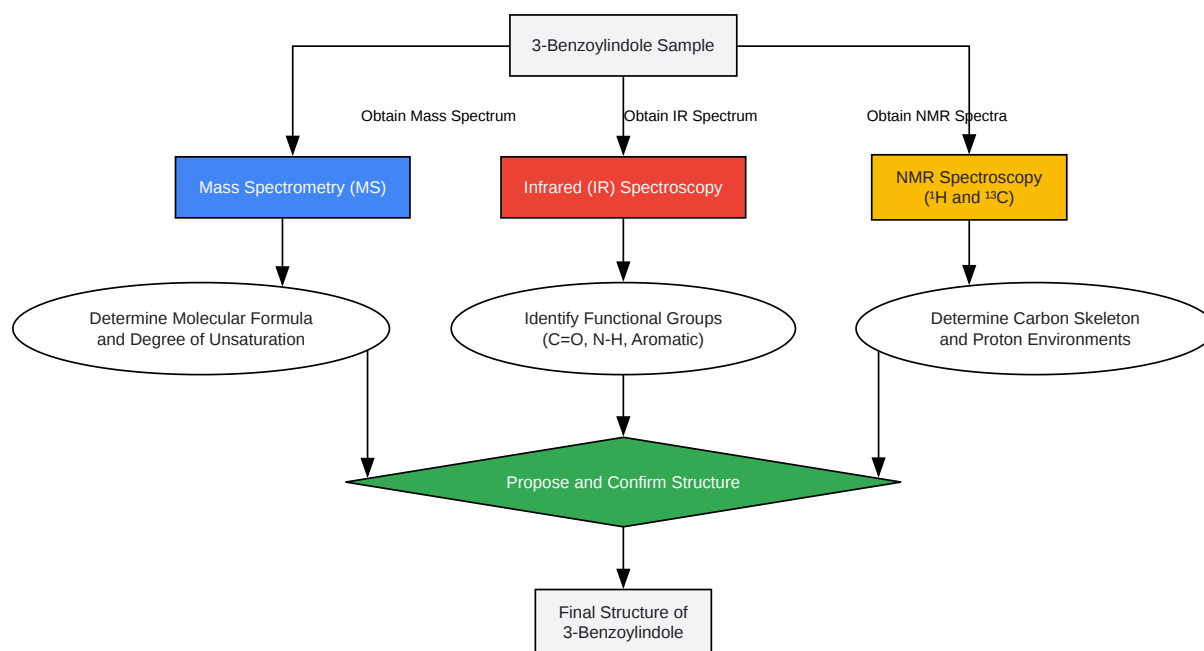 3-Benzoylindole Sample
Obtain Mass Spectrum
Obtain IR Spectrum
Obtain NMR Spectra
Mass Spectrometry (MS)
Infrared (IR) Spectroscopy
NMR Spectroscopy
(¹H and ¹³C)
Determine Molecular Formula
and Degree of Unsaturation
Identify Functional Groups
(C=O, N-H, Aromatic)
Determine Carbon Skeleton
and Proton Environments
Propose and Confirm Structure
Final Structure of
3-Benzoylindole